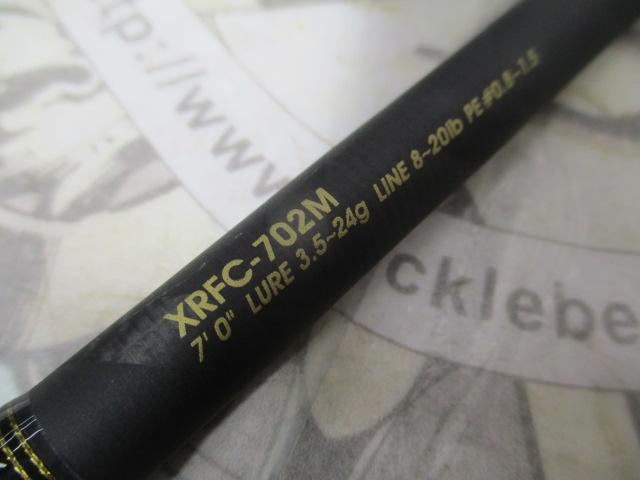 http://www
XRFC-702M
7' 0" LURE 3.5~24g LINE 8~20lb PE#0.8~1.5
cklebe